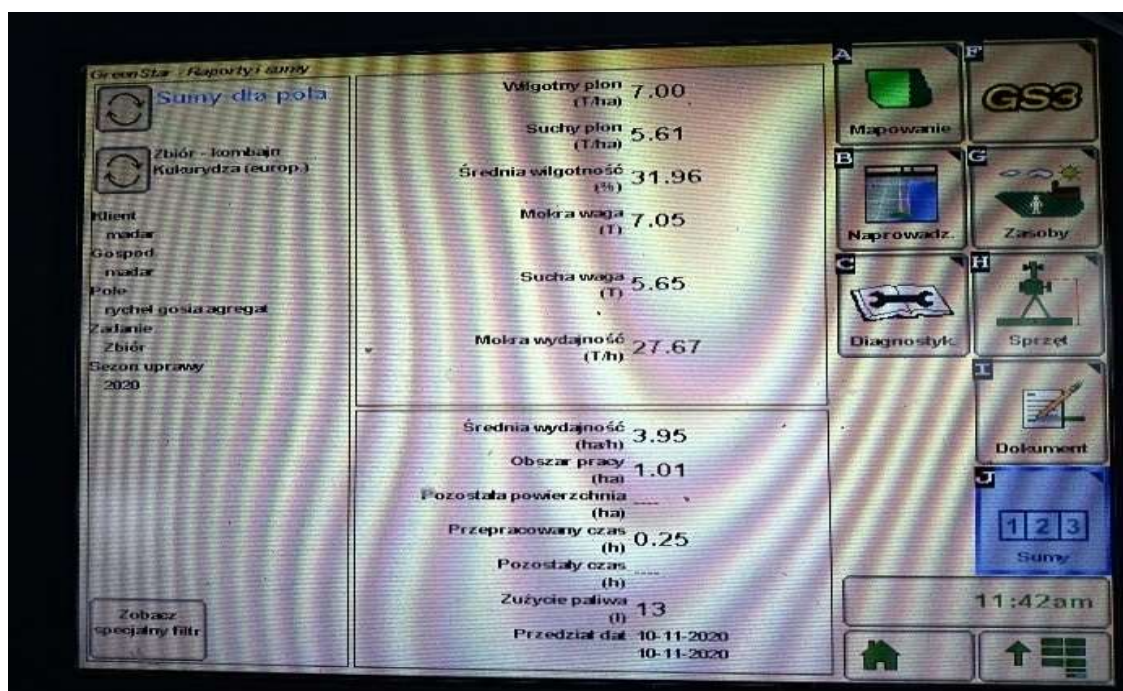 GreenStar - Raporty i sumy
Sumy dla pola
Zbiór - kombajn
Kukurydza (europ.)
Klient
madar
Gospod.
madar
Pole
rychel gosia agregat
Zadanie
Zbiór
Sezon uprawy
2020
Zobacz
specjalny filtr
Wilgotny plon 7.00
(T/ha)
Suchy plon 5.61
(T/ha)
Średnia wilgotność 31.96
(%)
Mokra waga 7.05
(T)
Sucha waga 5.65
(T)
Mokra wydajność 27.67
(T/h)
Średnia wydajność 3.95
(ha/h)
Obszar pracy 1.01
(ha)
Pozostała powierzchnia ----
(ha)
Przepracowany czas 0.25
(h)
Pozostały czas ----
(h)
Zużycie paliwa 13
(l)
Przedział dat 10-11-2020
10-11-2020
A
Mapowanie
F
GS3
B
Naprowadz.
G
Zasoby
C
Diagnostyk.
H
Sprzęt
I
Dokument
J
1 2 3
Sumy
11:42am